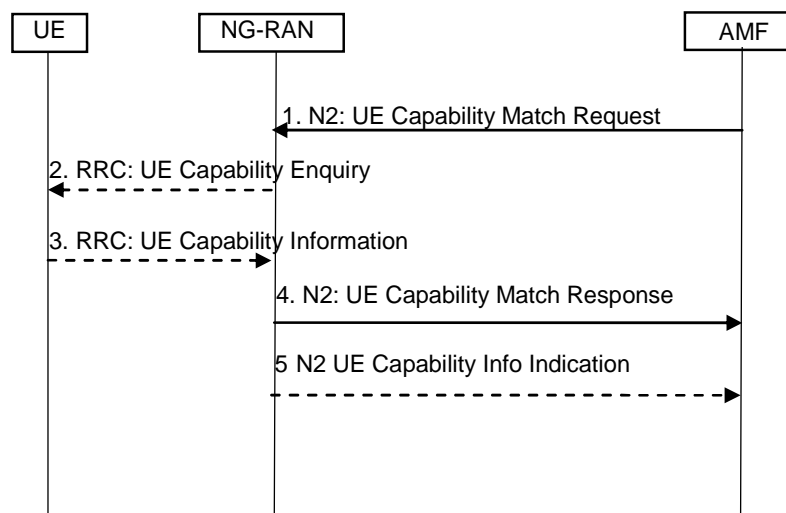 UE
NG-RAN
AMF
1. N2: UE Capability Match Request
2. RRC: UE Capability Enquiry
3. RRC: UE Capability Information
4. N2: UE Capability Match Response
5 N2 UE Capability Info Indication